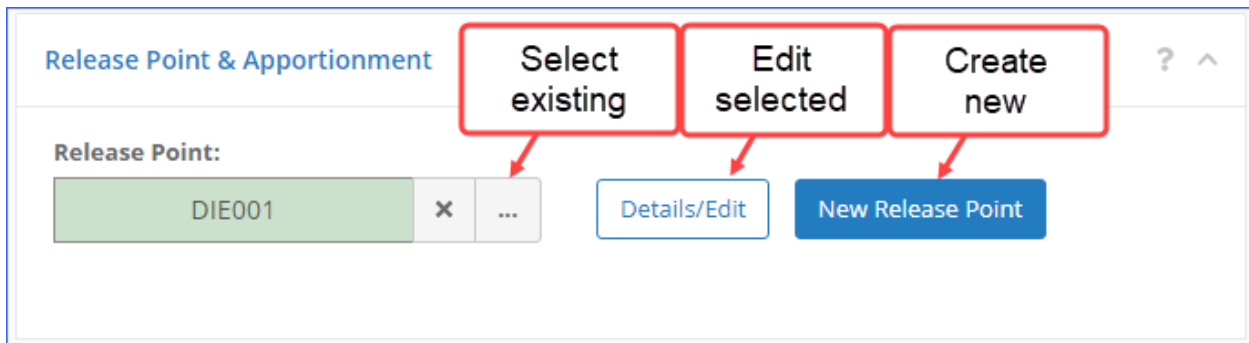 Release Point & Apportionment
Select
existing
Edit
selected
Create
new
?
Release Point:
DIE001
×
...
Details/Edit
New Release Point